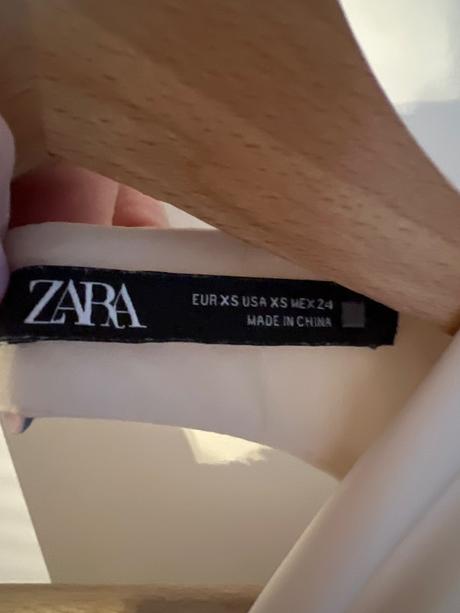 ZARA
EUR XS USA XS MEX 24
MADE IN CHINA